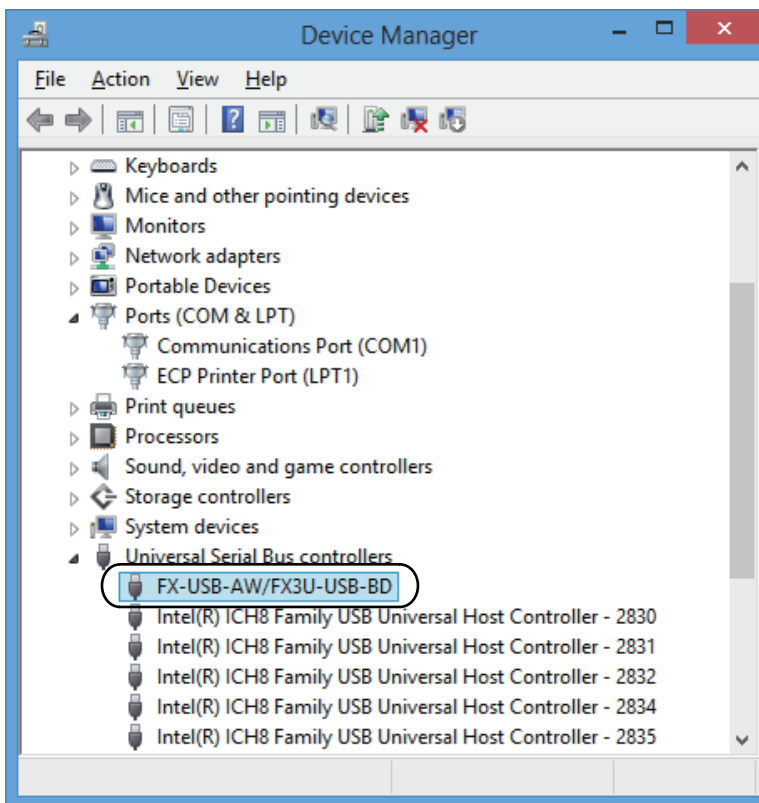 Device Manager
File Action View Help
Keyboards
Mice and other pointing devices
Monitors
Network adapters
Portable Devices
Ports (COM & LPT)
Communications Port (COM1)
ECP Printer Port (LPT1)
Print queues
Processors
Sound, video and game controllers
Storage controllers
System devices
Universal Serial Bus controllers
FX-USB-AW/FX3U-USB-BD
Intel(R) ICH8 Family USB Universal Host Controller - 2830
Intel(R) ICH8 Family USB Universal Host Controller - 2831
Intel(R) ICH8 Family USB Universal Host Controller - 2832
Intel(R) ICH8 Family USB Universal Host Controller - 2834
Intel(R) ICH8 Family USB Universal Host Controller - 2835